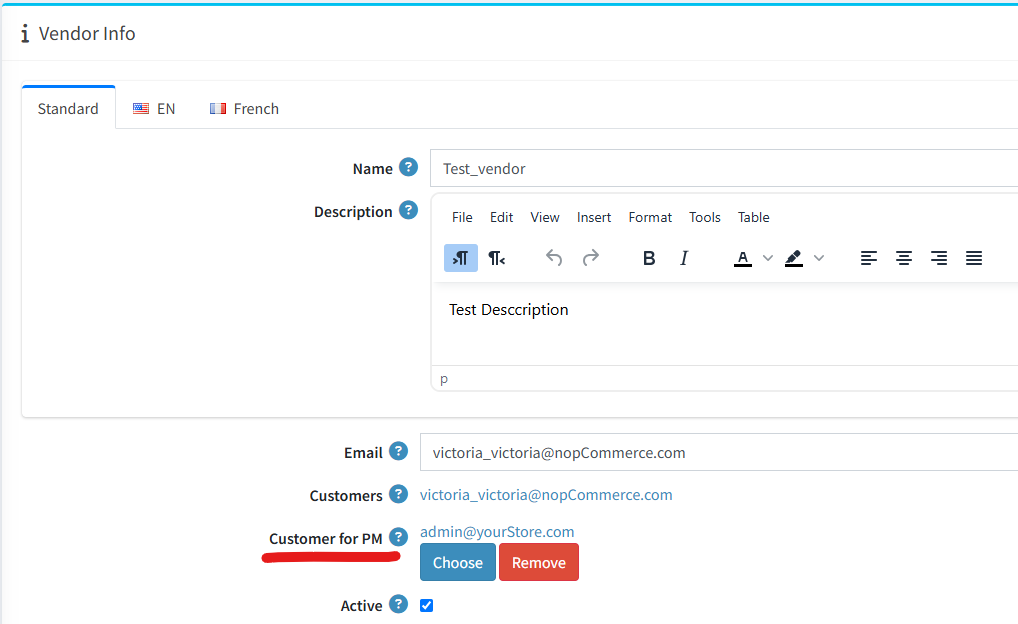 Vendor Info
Standard EN French
Name ? Test_vendor
Description ? File Edit View Insert Format Tools Table
B I A
Test Desccription
p
Email ? victoria_victoria@nopCommerce.com
Customers ? victoria_victoria@nopCommerce.com
Customer for PM ? admin@yourStore.com
Choose Remove
Active ?